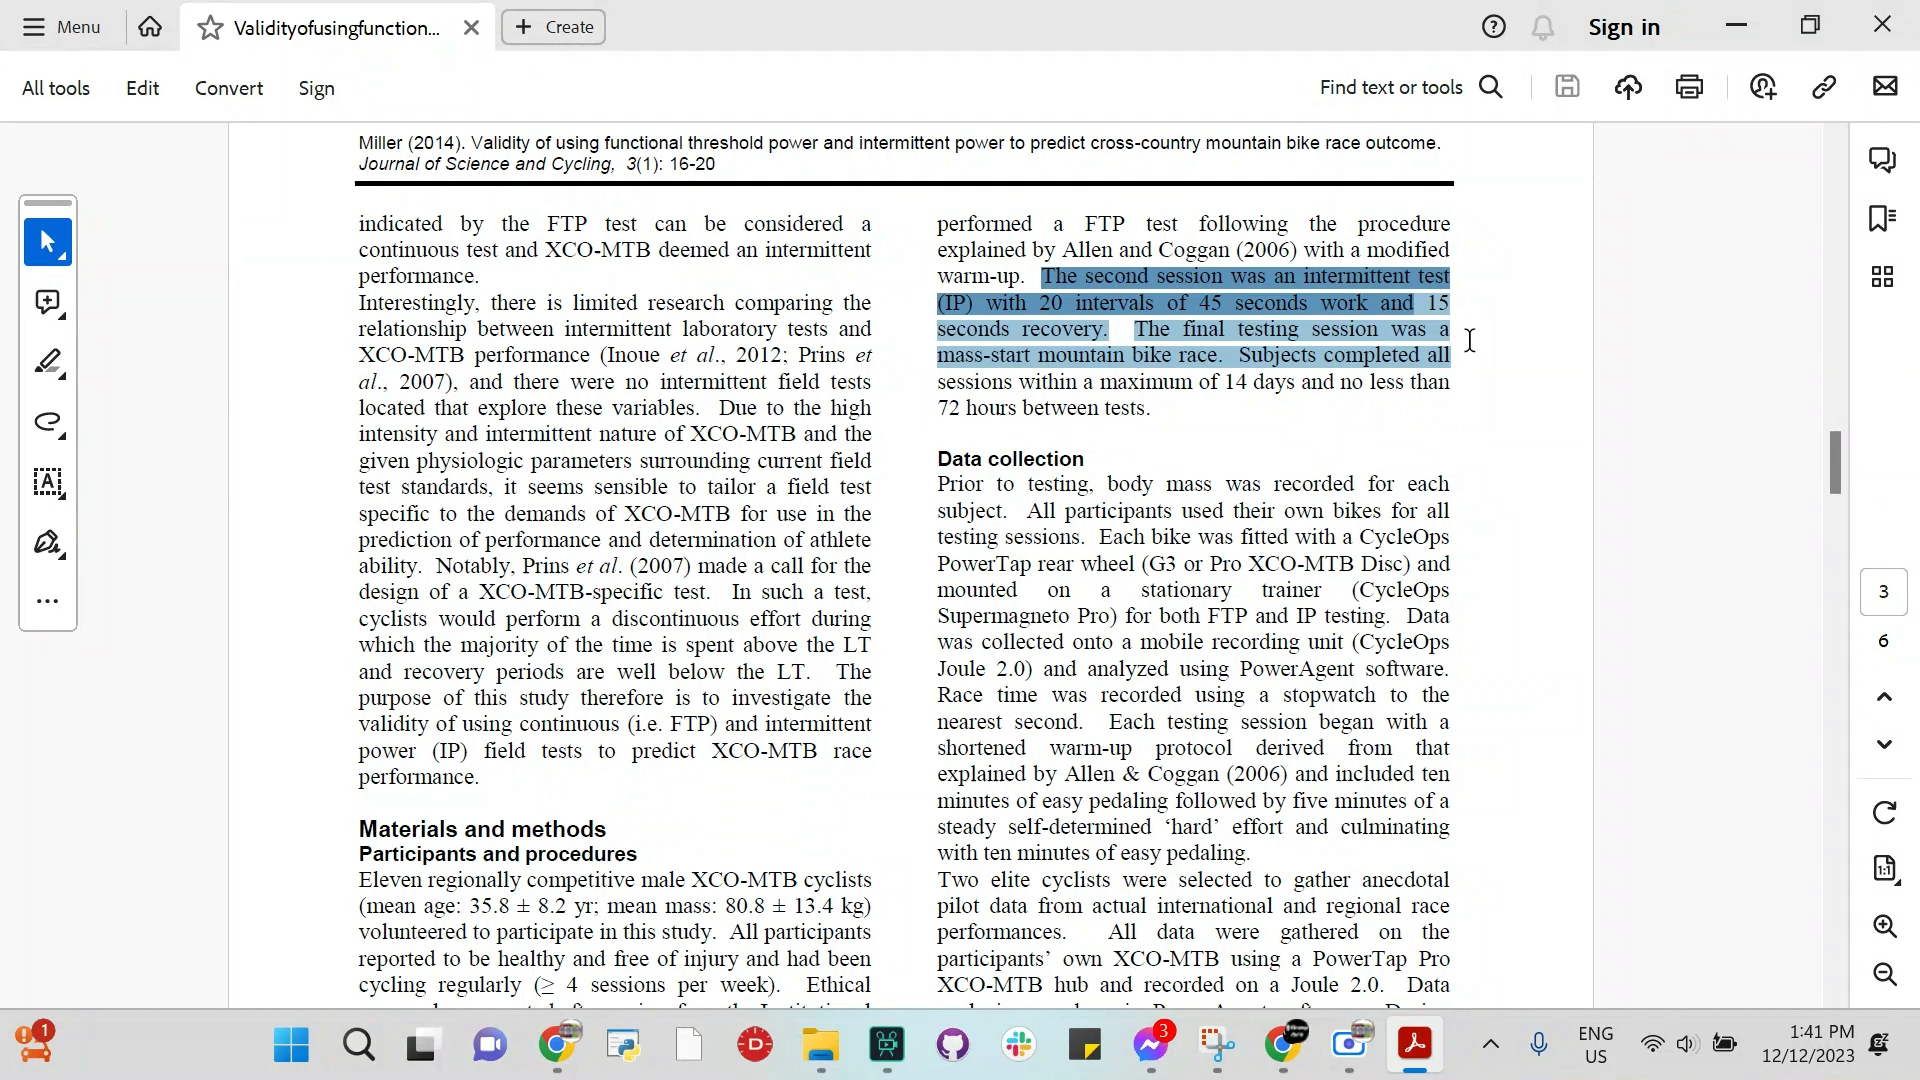 Menu
Validityofusingfunction...
Create
Sign in
All tools
Edit
Convert
Sign
Find text or tools
Miller (2014). Validity of using functional threshold power and intermittent power to predict cross-country mountain bike race outcome.
Journal of Science and Cycling, 3(1): 16-20
indicated by the FTP test can be considered a
continuous test and XCO-MTB deemed an intermittent
performance.
Interestingly, there is limited research comparing the
relationship between intermittent laboratory tests and
XCO-MTB performance (Inoue et al., 2012; Prins et
al., 2007), and there were no intermittent field tests
located that explore these variables. Due to the high
intensity and intermittent nature of XCO-MTB and the
given physiologic parameters surrounding current field
test standards, it seems sensible to tailor a field test
specific to the demands of XCO-MTB for use in the
prediction of performance and determination of athlete
ability. Notably, Prins et al. (2007) made a call for the
design of a XCO-MTB-specific test. In such a test,
cyclists would perform a discontinuous effort during
which the majority of the time is spent above the LT
and recovery periods are well below the LT. The
purpose of this study therefore is to investigate the
validity of using continuous (i.e. FTP) and intermittent
power (IP) field tests to predict XCO-MTB race
performance.
Materials and methods
Participants and procedures
Eleven regionally competitive male XCO-MTB cyclists
(mean age: 35.8 ± 8.2 yr; mean mass: 80.8 ± 13.4 kg)
volunteered to participate in this study. All participants
reported to be healthy and free of injury and had been
cycling regularly (≥ 4 sessions per week). Ethical
performed a FTP test following the procedure
explained by Allen and Coggan (2006) with a modified
warm-up. The second session was an intermittent test
(IP) with 20 intervals of 45 seconds work and 15
seconds recovery. The final testing session was a
mass-start mountain bike race. Subjects completed all
sessions within a maximum of 14 days and no less than
72 hours between tests.
Data collection
Prior to testing, body mass was recorded for each
subject. All participants used their own bikes for all
testing sessions. Each bike was fitted with a CycleOps
PowerTap rear wheel (G3 or Pro XCO-MTB Disc) and
mounted on a stationary trainer (CycleOps
Supermagneto Pro) for both FTP and IP testing. Data
was collected onto a mobile recording unit (CycleOps
Joule 2.0) and analyzed using PowerAgent software.
Race time was recorded using a stopwatch to the
nearest second. Each testing session began with a
shortened warm-up protocol derived from that
explained by Allen & Coggan (2006) and included ten
minutes of easy pedaling followed by five minutes of a
steady self-determined ‘hard’ effort and culminating
with ten minutes of easy pedaling.
Two elite cyclists were selected to gather anecdotal
pilot data from actual international and regional race
performances. All data were gathered on the
participants’ own XCO-MTB using a PowerTap Pro
XCO-MTB hub and recorded on a Joule 2.0. Data
3
6
1
3
ENG
US
1:41 PM
12/12/2023